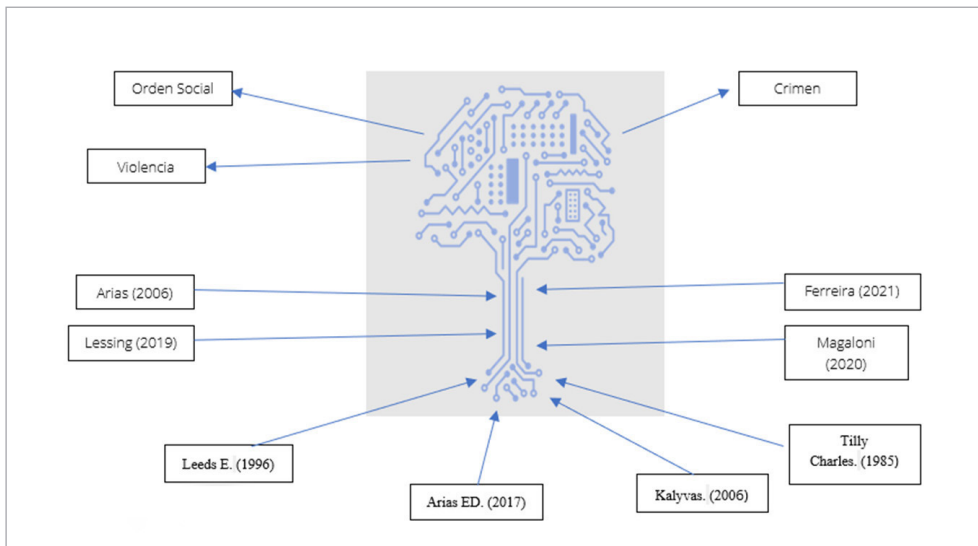 Orden Social
Crimen
Violencia
Arias (2006)
Ferreira (2021)
Lessing (2019)
Magaloni
(2020)
Leeds E. (1996)
Tilly
Charles. (1985)
Arias ED. (2017)
Kalyvas. (2006)